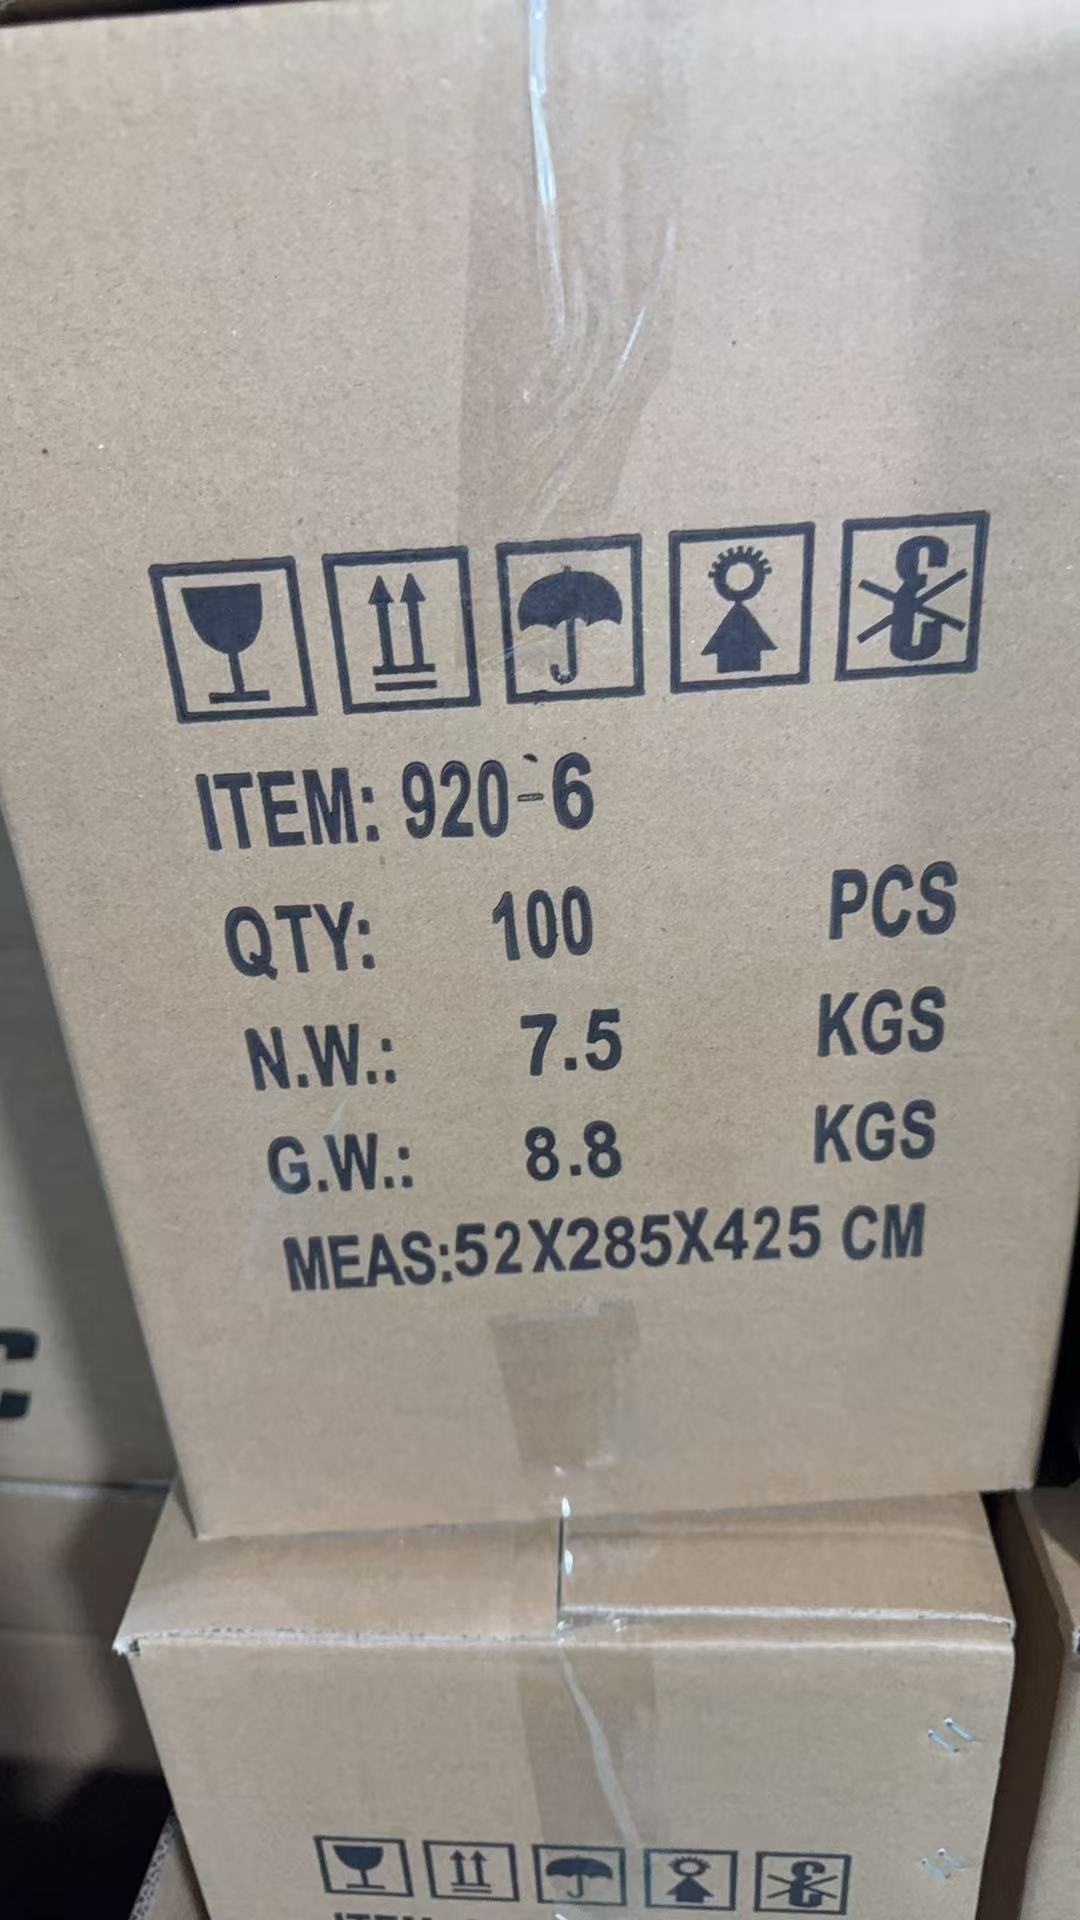 ITEM: 920-6
QTY: 100 PCS
N.W.: 7.5 KGS
G.W.: 8.8 KGS
MEAS:52X285X425 CM